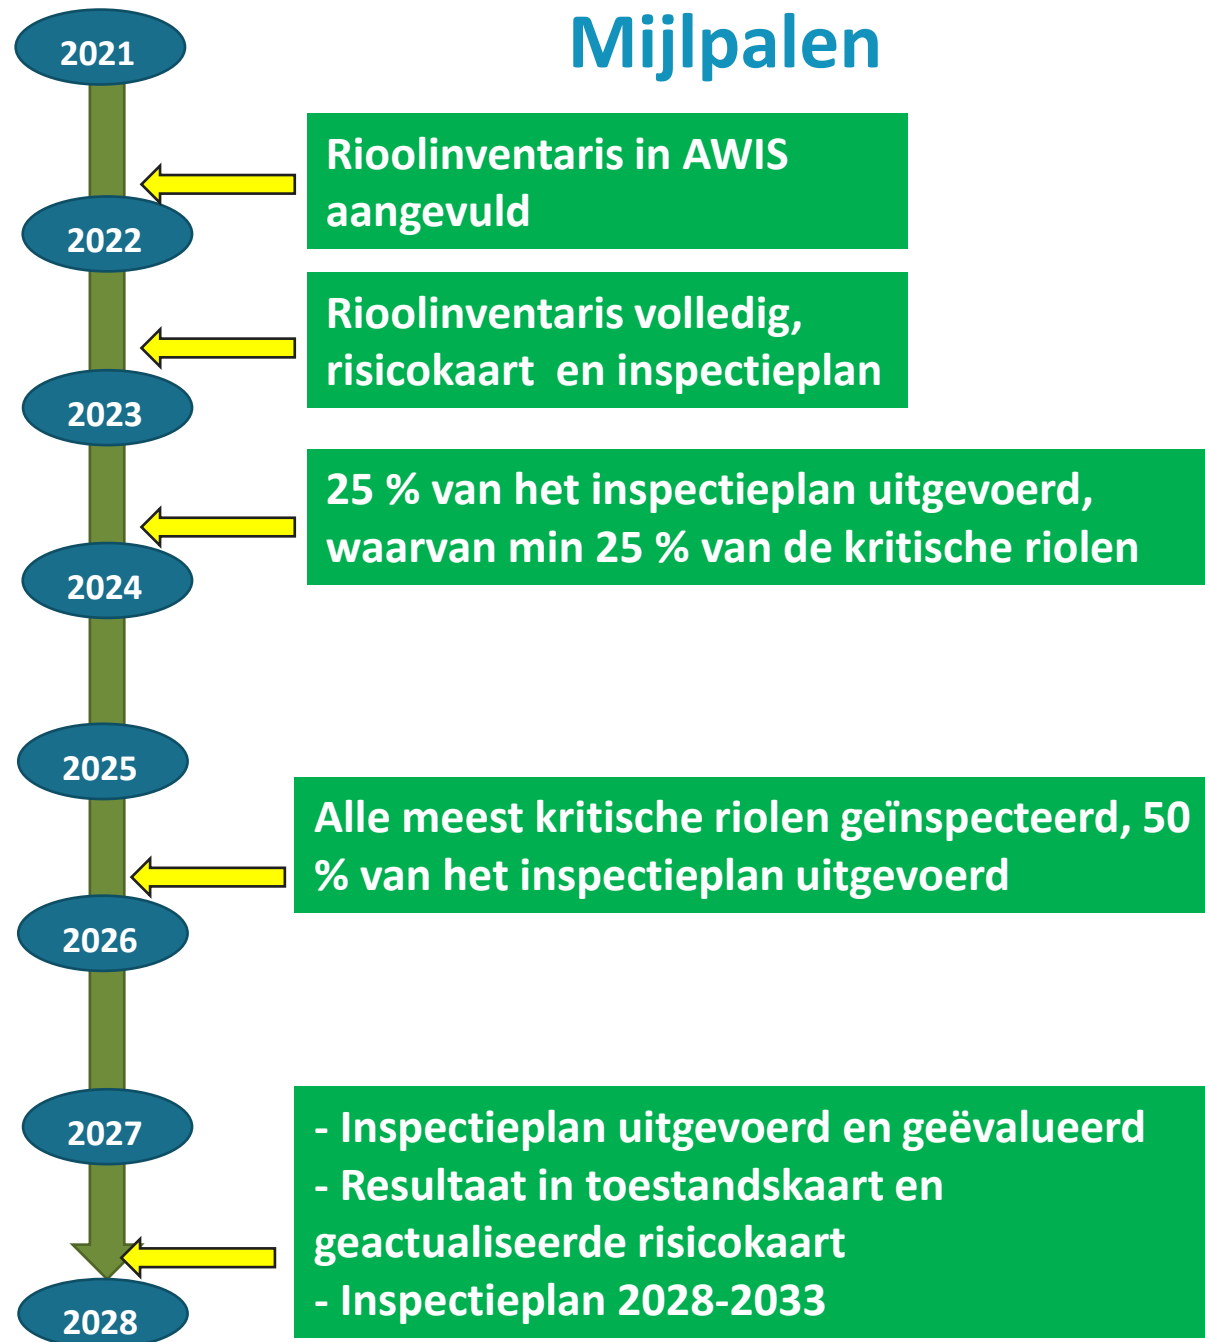 Mijlpalen
2021
Rioolinventaris in AWIS
aangevuld
2022
Rioolinventaris volledig,
risicokaart  en inspectieplan
2023
25 % van het inspectieplan uitgevoerd,
waarvan min 25 % van de kritische riolen
2024
2025
Alle meest kritische riolen geïnspecteerd, 50
% van het inspectieplan uitgevoerd
2026
2027
- Inspectieplan uitgevoerd en geëvalueerd
- Resultaat in toestandskaart en
geactualiseerde risicokaart
- Inspectieplan 2028-2033
2028